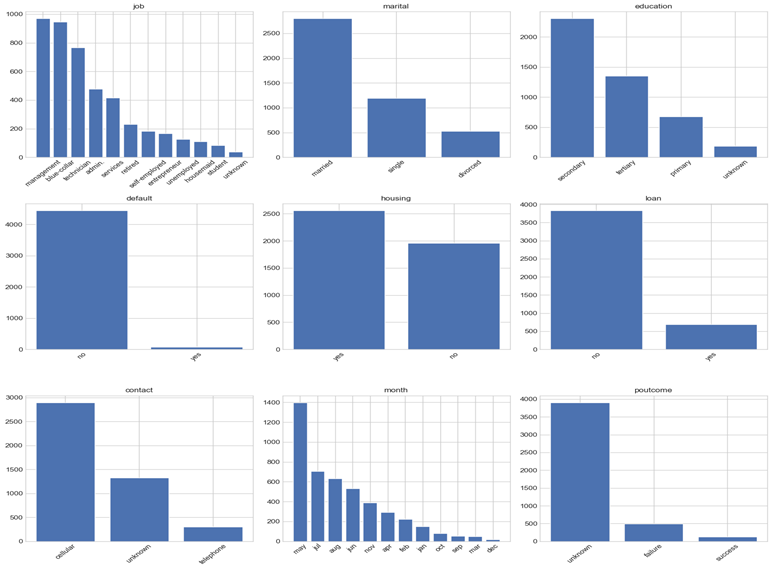 job
1000
800
600
400
200
0
management
blue-collar
technician
admin.
services
retired
self-employed
entrepreneur
unemployed
housemaid
student
unknown
marital
2500
2000
1500
1000
500
0
married
single
divorced
education
2000
1500
1000
500
0
secondary
tertiary
primary
unknown
default
4000
3000
2000
1000
0
no
yes
housing
2500
2000
1500
1000
500
0
yes
no
loan
4000
3500
3000
2500
2000
1500
1000
500
0
no
yes
contact
3000
2500
2000
1500
1000
500
0
cellular
unknown
telephone
month
1400
1200
1000
800
600
400
200
0
may
jul
aug
jun
nov
apr
feb
jan
oct
sep
mar
dec
poutcome
4000
3500
3000
2500
2000
1500
1000
500
0
unknown
failure
success